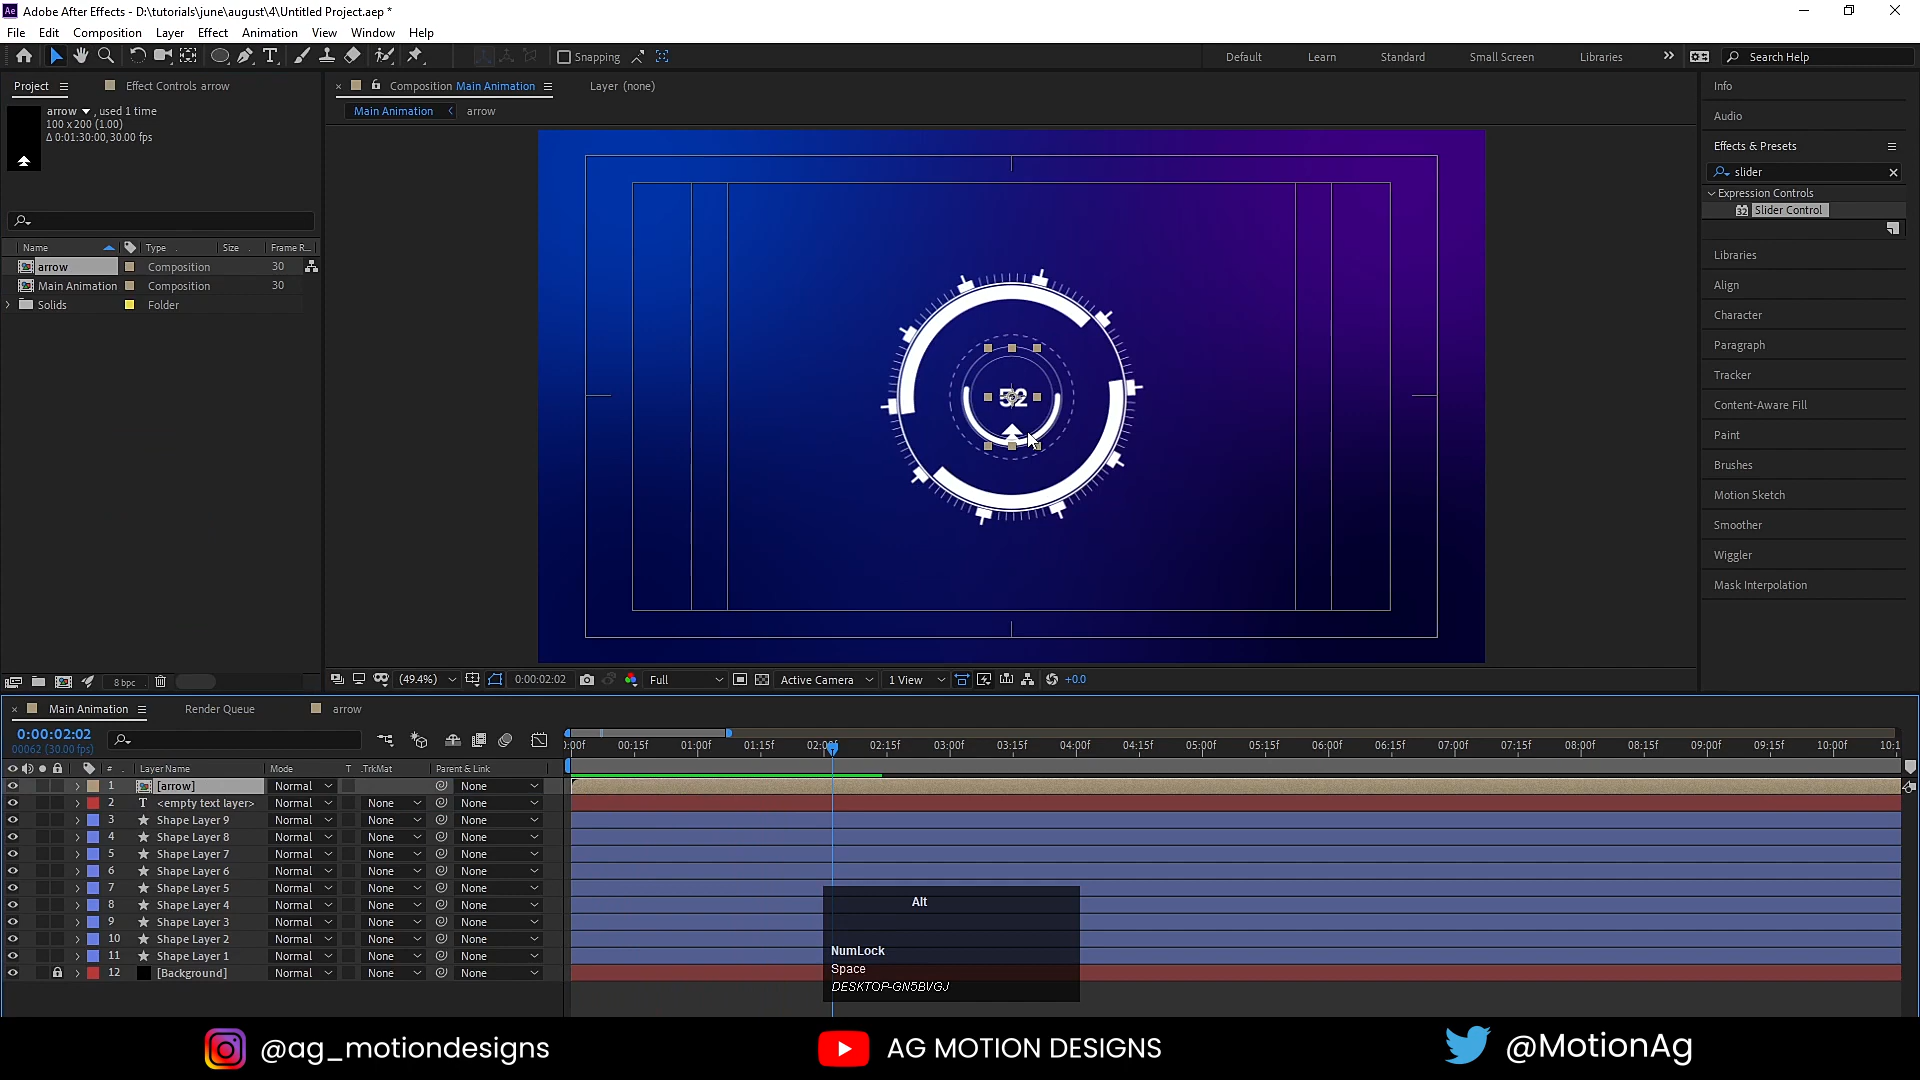 Ae Adobe After Effects - D:\tutorials\june\august\4\Untitled Project.aep *
File Edit Composition Layer Effect Animation View Window Help
Snapping
Default Learn Standard Small Screen Libraries » Search Help
Project Effect Controls arrow
Composition Main Animation Layer (none)
Main Animation arrow
arrow , used 1 time
100 x 200 (1.00)
Δ 0:01:30:00, 30.00 fps
Name Type Size Frame R...
arrow Composition 30
Main Animation Composition 30
Solids Folder
8 bpc
52
(49.4%) 0:00:02:02 Full Active Camera 1 View +0.0
Info
Audio
Effects & Presets
slider
Expression Controls
32 Slider Control
Libraries
Align
Character
Paragraph
Tracker
Content-Aware Fill
Paint
Brushes
Motion Sketch
Smoother
Wiggler
Mask Interpolation
Main Animation Render Queue arrow
0:00:02:02
00062 (30.00 fps)
:00f 00:15f 01:00f 01:15f 02:00f 02:15f 03:00f 03:15f 04:00f 04:15f 05:00f 05:15f 06:00f 06:15f 07:00f 07:15f 08:00f 08:15f 09:00f 09:15f 10:00f 10:1
# Layer Name Mode T .TrkMat Parent & Link
1 [arrow] Normal None
2 T <empty text layer> Normal None None
3 Shape Layer 9 Normal None None
4 Shape Layer 8 Normal None None
5 Shape Layer 7 Normal None None
6 Shape Layer 6 Normal None None
7 Shape Layer 5 Normal None None
8 Shape Layer 4 Normal None None
9 Shape Layer 3 Normal None None
10 Shape Layer 2 Normal None None
11 Shape Layer 1 Normal None None
12 [Background] Normal None None
Alt
NumLock
Space
DESKTOP-GN5BVGJ
@ag_motiondesigns AG MOTION DESIGNS @MotionAg